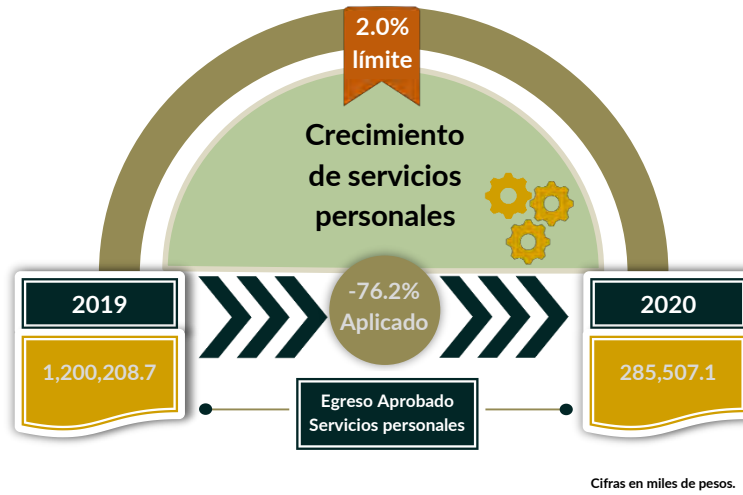 2.0%
límite
Crecimiento
de servicios
personales
2019
-76.2%
Aplicado
2020
1,200,208.7
285,507.1
Egreso Aprobado
Servicios personales
Cifras en miles de pesos.